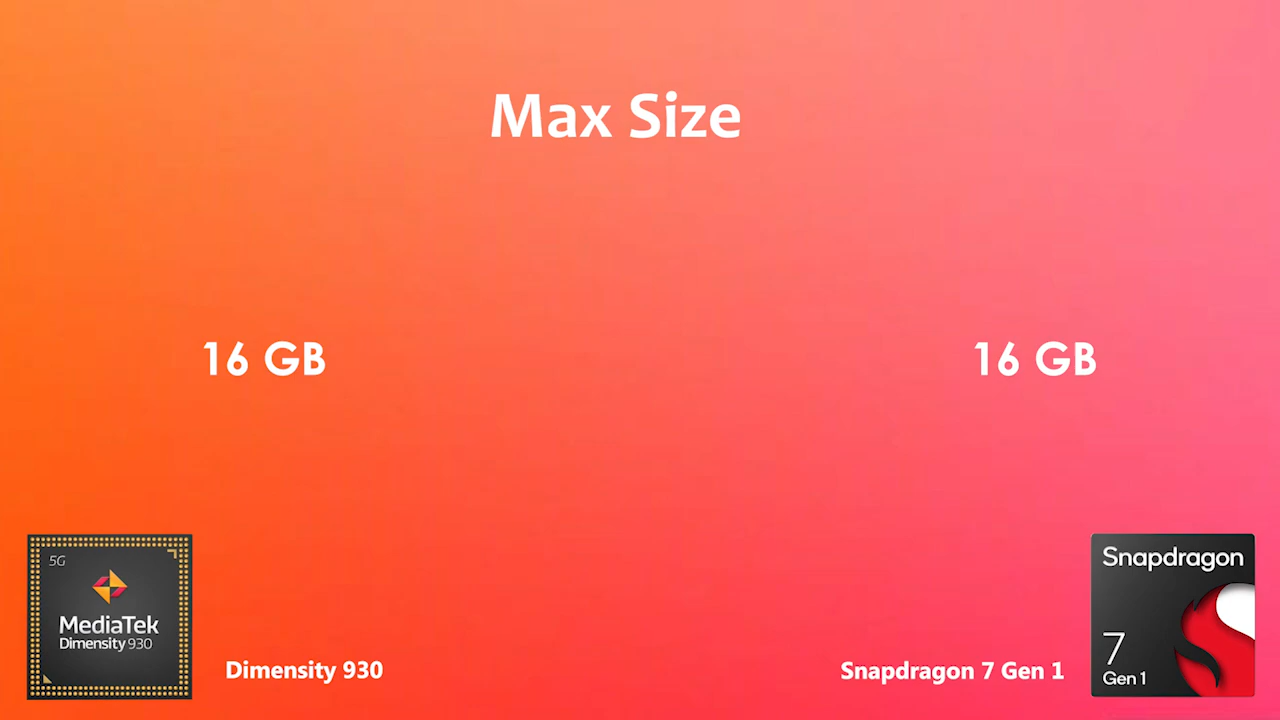 Max Size
16 GB
16 GB
5G
MediaTek
Dimensity 930
Dimensity 930
Snapdragon 7 Gen 1
Snapdragon
7
Gen 1